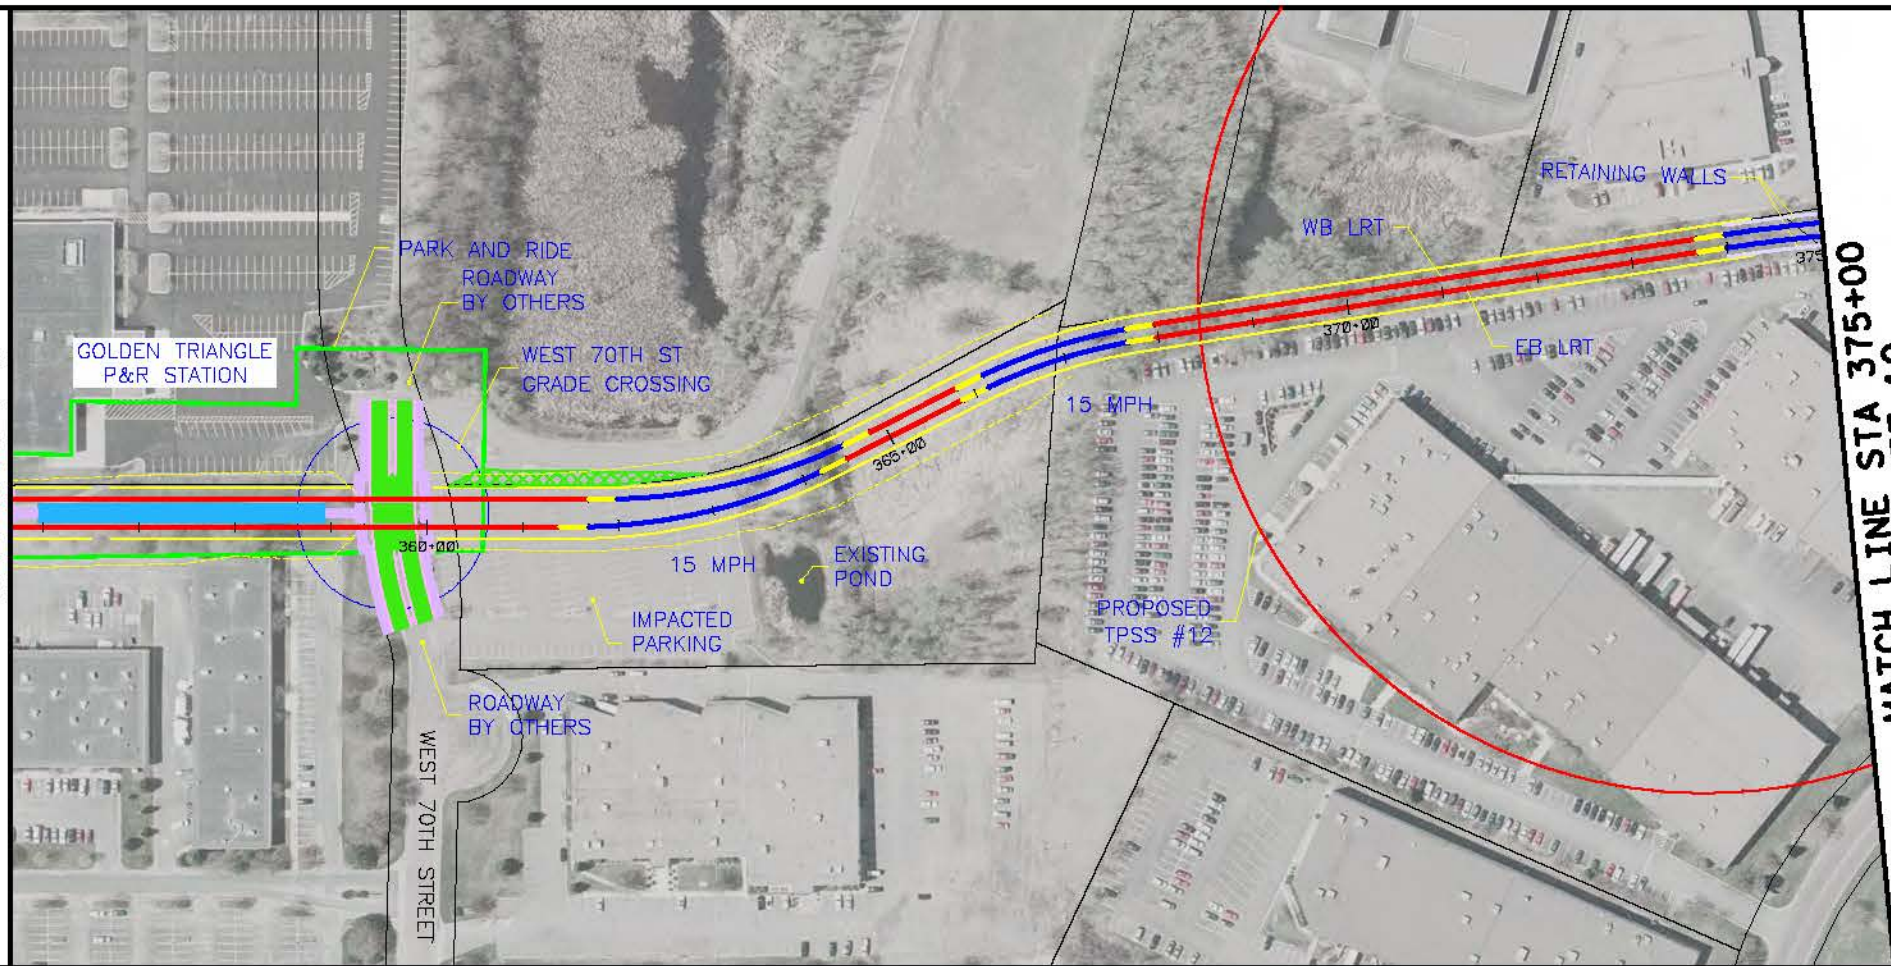 PARK AND RIDE
ROADWAY
BY OTHERS
GOLDEN TRIANGLE
P&R STATION
WEST 70TH ST
GRADE CROSSING
360+00
15 MPH
EXISTING
POND
IMPACTED
PARKING
ROADWAY
BY OTHERS
WEST 70TH STREET
365+00
15 MPH
PROPOSED
TPSS #12
WB LRT
370+00
EB LRT
RETAINING WALLS
375
MATCH LINE STA 375+00